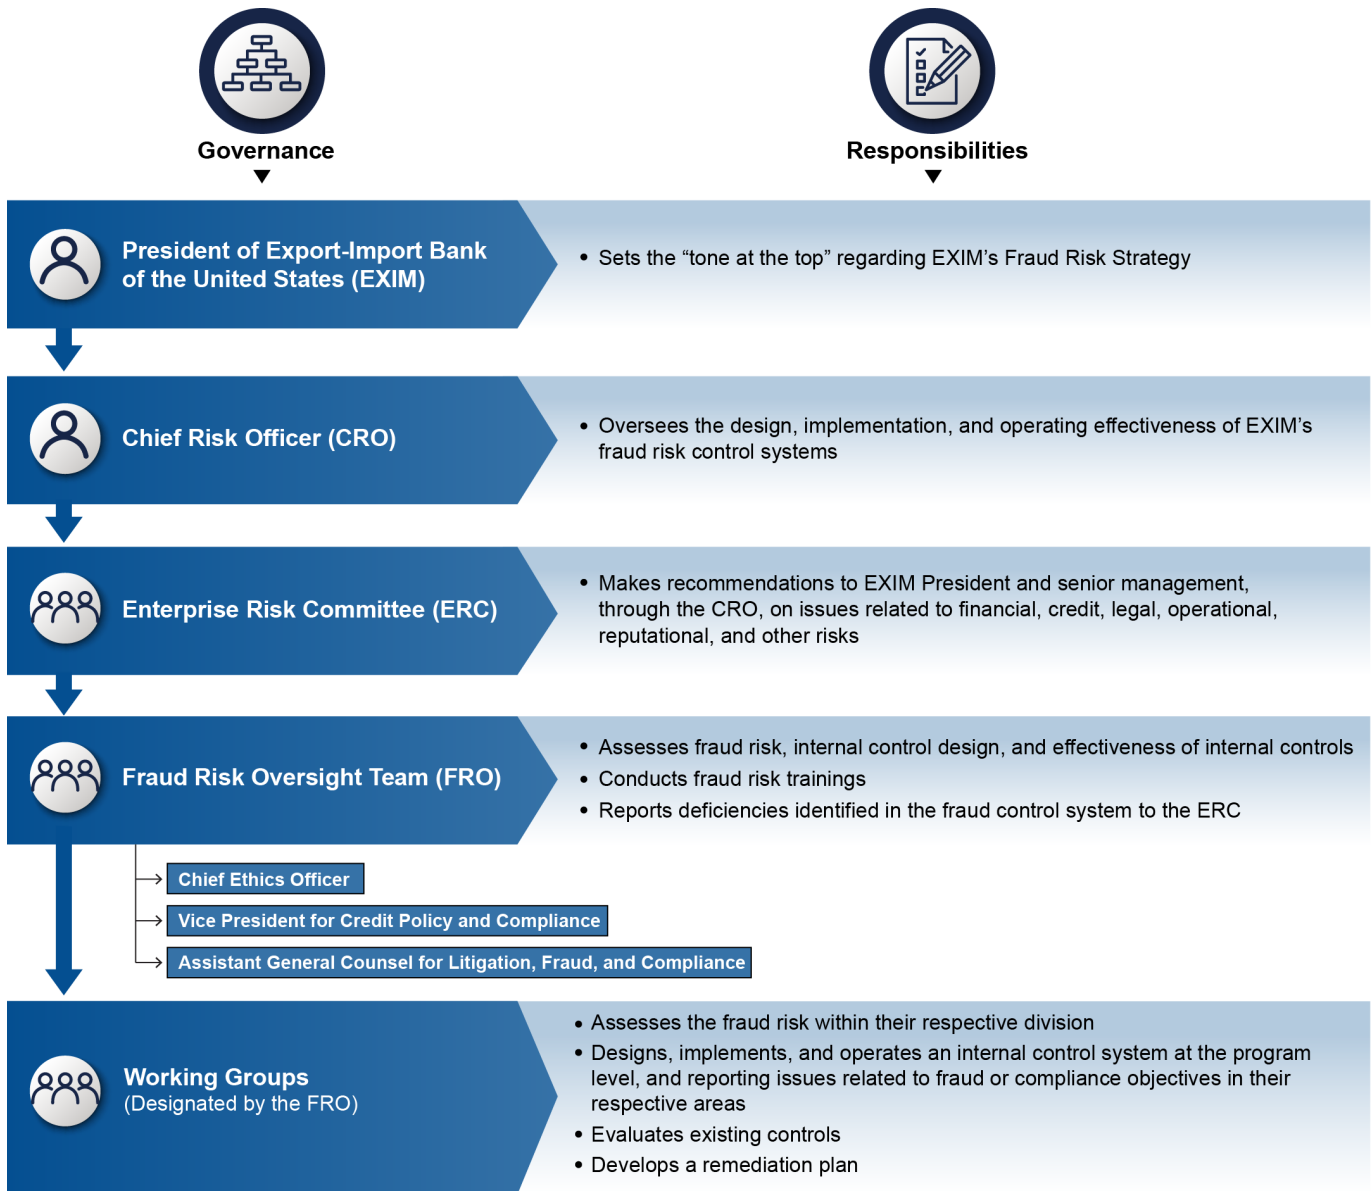 Governance
Responsibilities
President of Export-Import Bank
of the United States (EXIM)
• Sets the “tone at the top” regarding EXIM’s Fraud Risk Strategy
Chief Risk Officer (CRO)
• Oversees the design, implementation, and operating effectiveness of EXIM’s
fraud risk control systems
Enterprise Risk Committee (ERC)
• Makes recommendations to EXIM President and senior management,
through the CRO, on issues related to financial, credit, legal, operational,
reputational, and other risks
Fraud Risk Oversight Team (FRO)
• Assesses fraud risk, internal control design, and effectiveness of internal controls
• Conducts fraud risk trainings
• Reports deficiencies identified in the fraud control system to the ERC
Chief Ethics Officer
Vice President for Credit Policy and Compliance
Assistant General Counsel for Litigation, Fraud, and Compliance
Working Groups
(Designated by the FRO)
• Assesses the fraud risk within their respective division
• Designs, implements, and operates an internal control system at the program
level, and reporting issues related to fraud or compliance objectives in their
respective areas
• Evaluates existing controls
• Develops a remediation plan